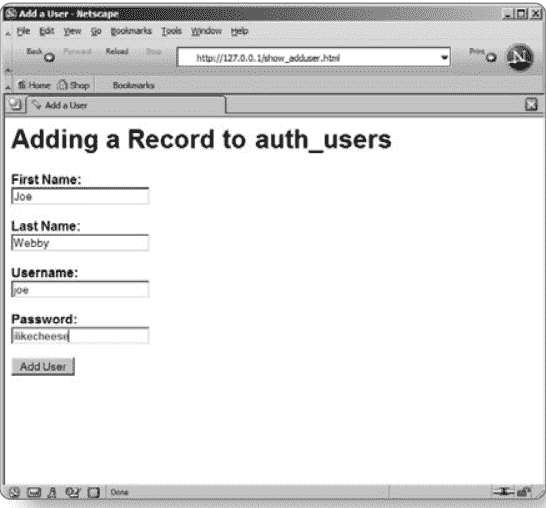 Add a User - Netscape
File Edit View Go Bookmarks Tools Window Help
Back Forward Reload Stop http://127.0.0.1/show_adduser.html Print N
Home Shop Bookmarks
Add a User
Adding a Record to auth_users
First Name:
Joe
Last Name:
Webby
Username:
joe
Password:
ilikecheese
Add User
Done